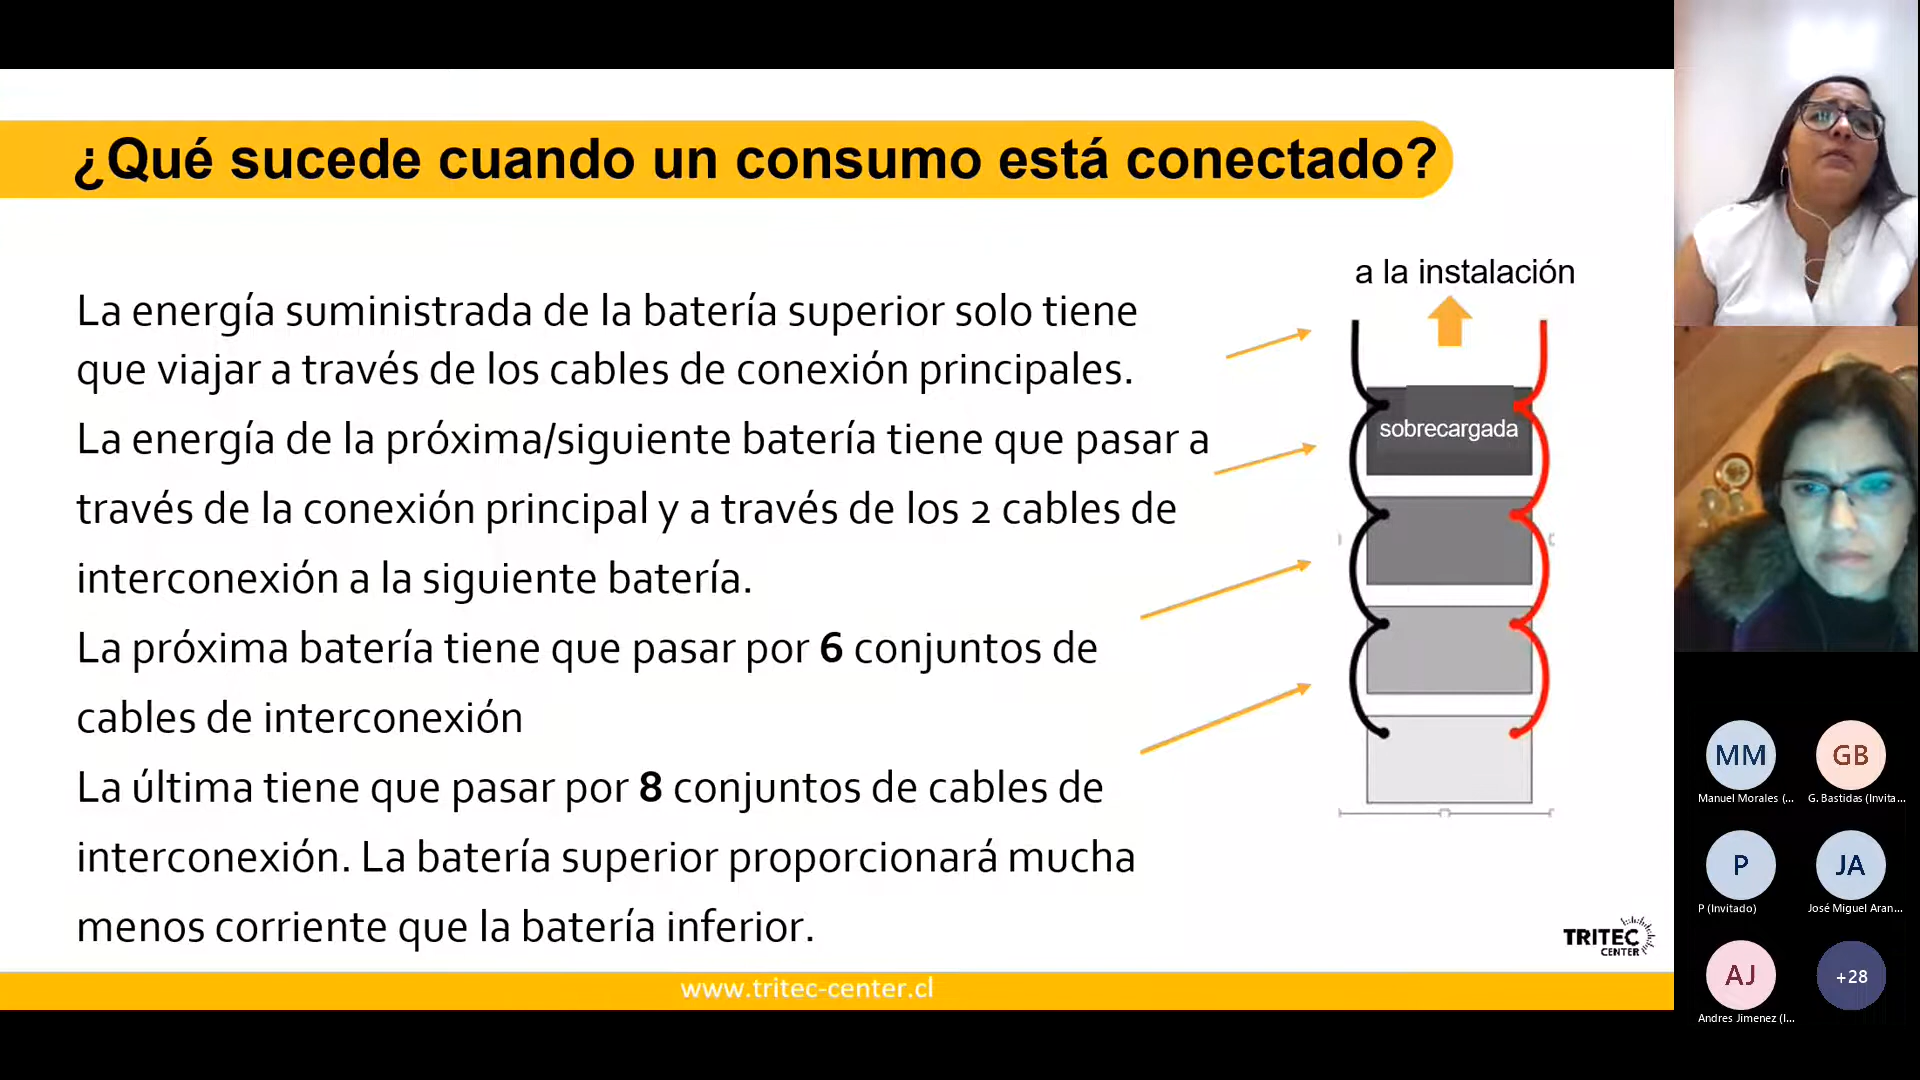 ¿Qué sucede cuando un consumo está conectado?
La energía suministrada de la batería superior solo tiene
que viajar a través de los cables de conexión principales.
La energía de la próxima/siguiente batería tiene que pasar a
través de la conexión principal y a través de los 2 cables de
interconexión a la siguiente batería.
La próxima batería tiene que pasar por 6 conjuntos de
cables de interconexión
La última tiene que pasar por 8 conjuntos de cables de
interconexión. La batería superior proporcionará mucha
menos corriente que la batería inferior.
a la instalación
sobrecargada
TRITEC
CENTER
www.tritec-center.cl
MM
Manuel Morales (...
GB
G. Bastidas (Invita...
P
P (Invitado)
JA
José Miguel Aran...
AJ
Andres Jimenez (I...
+28